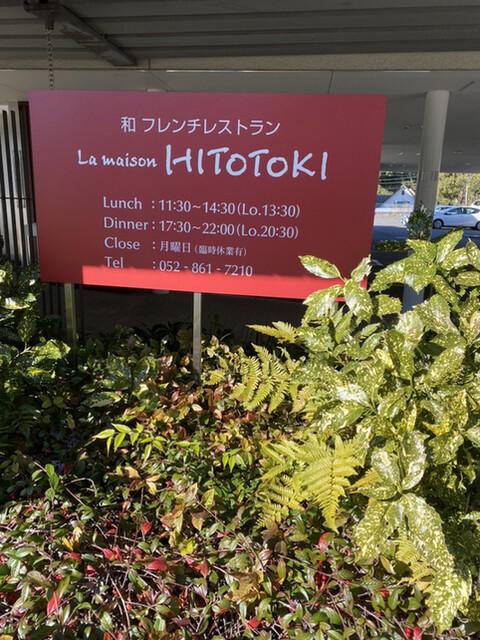 和 フレンチレストラン
La maison HITOTOKI
Lunch : 11:30~14:30(Lo.13:30)
Dinner : 17:30~22:00(Lo.20:30)
Close : 月曜日(臨時休業有)
Tel : 052 - 861 - 7210